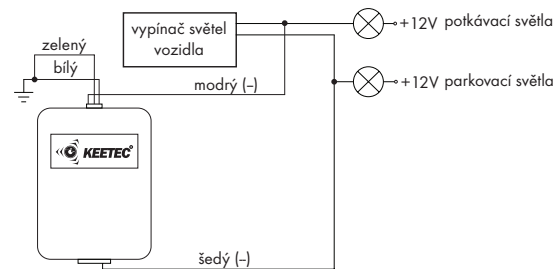 vypínač světel
vozidla
+12V potkávací světla
zelený
bílý
modrý (–)
+12V parkovací světla
KEETEC®
šedý (–)